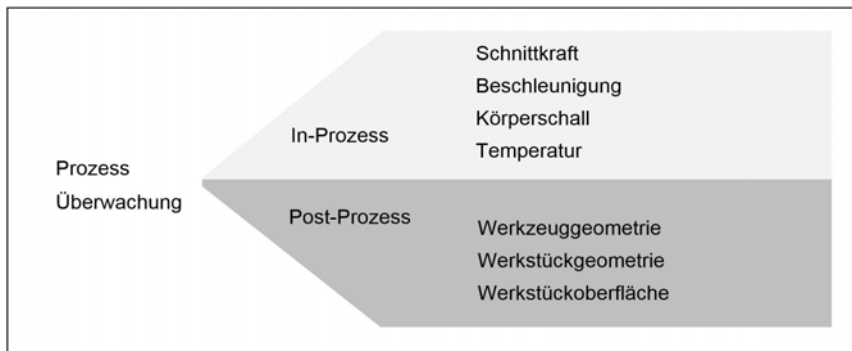 Prozess
Überwachung
In-Prozess
Schnittkraft
Beschleunigung
Körperschall
Temperatur
Post-Prozess
Werkzeuggeometrie
Werkstückgeometrie
Werkstückoberfläche